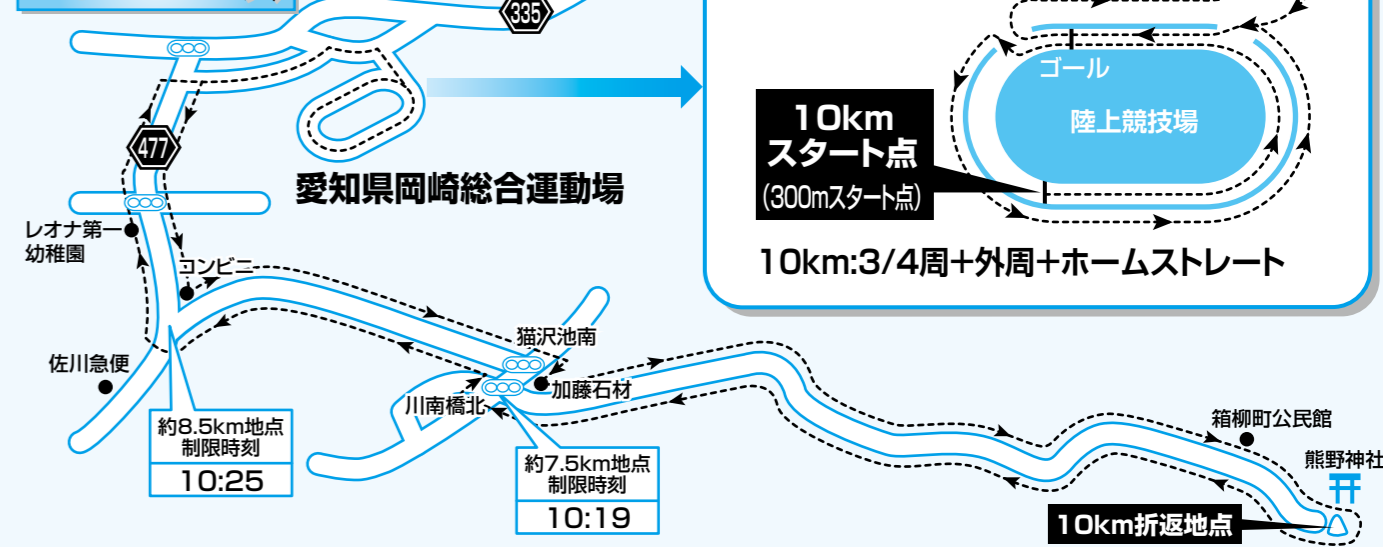 335
ゴール
陸上競技場
10km
スタート点
(300mスタート点)
10km:3/4周+外周+ホームストレート
477
愛知県岡崎総合運動場
レオナ第一
幼稚園
コンビニ
佐川急便
猫沢池南
加藤石材
川南橋北
約8.5km地点
制限時刻
10:25
約7.5km地点
制限時刻
10:19
箱柳町公民館
熊野神社
10km折返地点